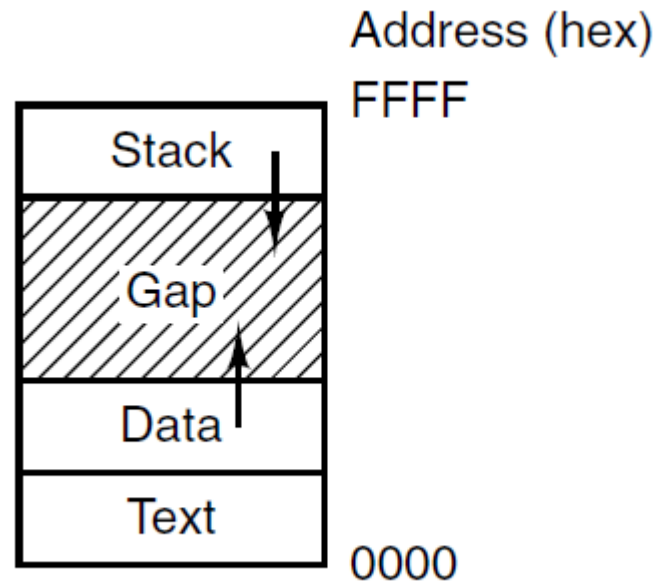 Address (hex)
FFFF
Stack
Gap
Data
Text
0000